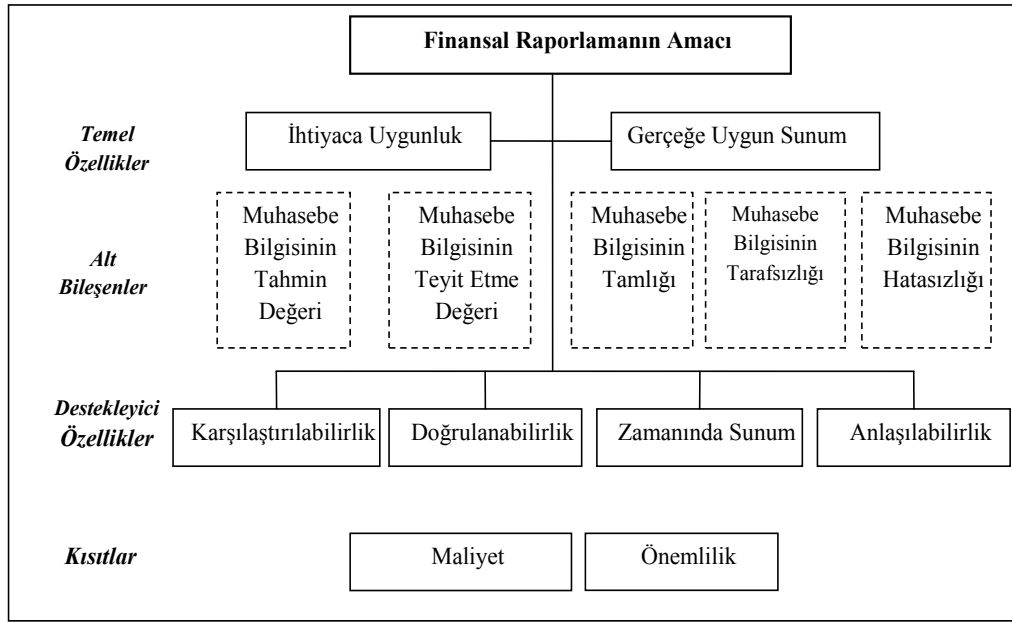 Finansal Raporlamanın Amacı
Temel
Özellikler
İhtiyaca Uygunluk
Gerçeğe Uygun Sunum
Alt
Bileşenler
Muhasebe
Bilgisinin
Tahmin
Değeri
Muhasebe
Bilgisinin
Teyit Etme
Değeri
Muhasebe
Bilgisinin
Tamlığı
Muhasebe
Bilgisinin
Tarafsızlığı
Muhasebe
Bilgisinin
Hatasızlığı
Destekleyici
Özellikler
Karşılaştırılabilirlik
Doğrulanabilirlik
Zamanında Sunum
Anlaşılabilirlik
Kısıtlar
Maliyet
Önemlilik